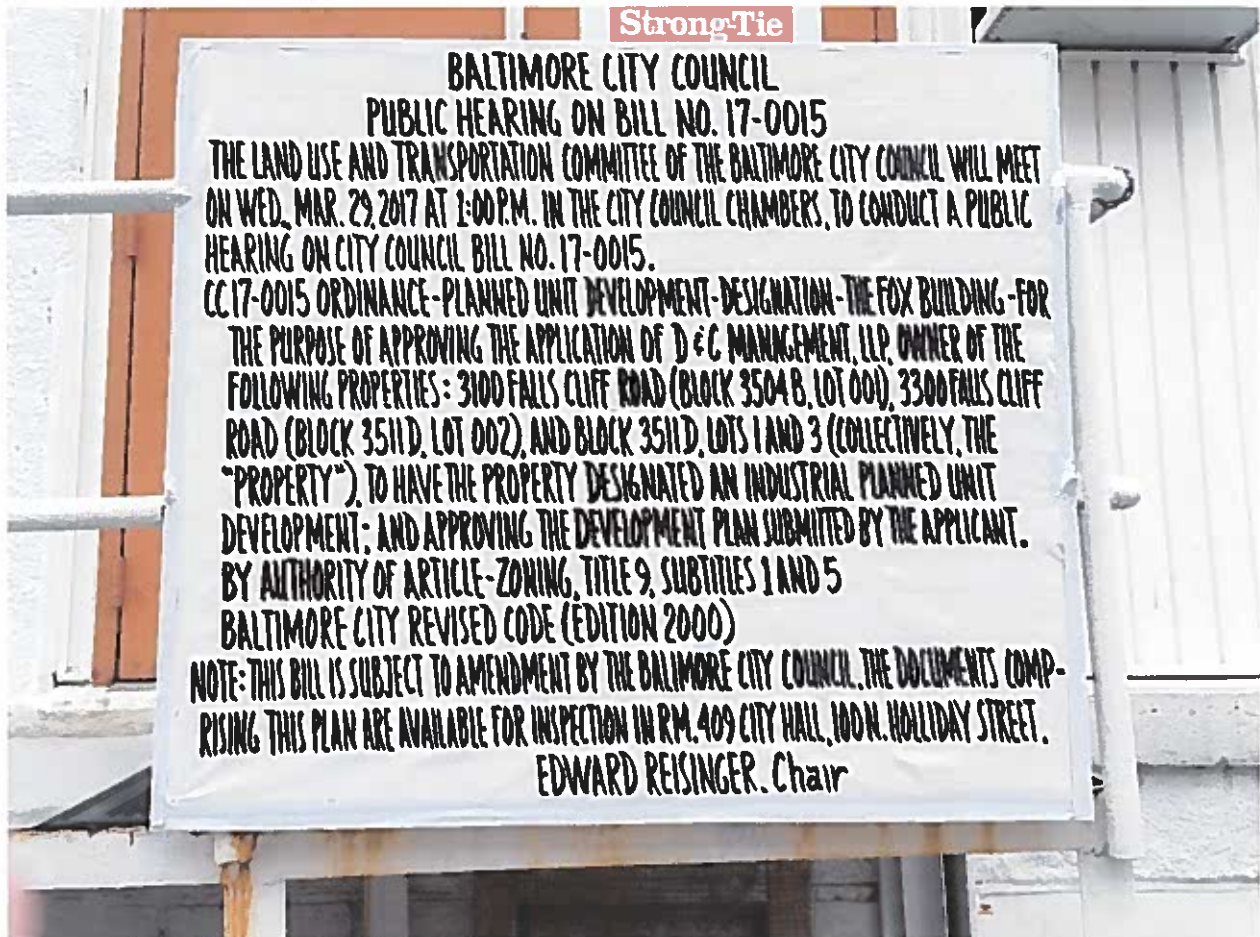 Strong-Tie
BALTIMORE CITY COUNCIL
PUBLIC HEARING ON BILL NO. 17-0015
THE LAND USE AND TRANSPORTATION COMMITTEE OF THE BALTIMORE CITY COUNCIL WILL MEET
ON WED., MAR. 29, 2017 AT 1:00 P.M. IN THE CITY COUNCIL CHAMBERS, TO CONDUCT A PUBLIC
HEARING ON CITY COUNCIL BILL NO. 17-0015.
CC 17-0015 ORDINANCE-PLANNED UNIT DEVELOPMENT-DESIGNATION-THE FOX BUILDING-FOR
THE PURPOSE OF APPROVING THE APPLICATION OF D & C MANAGEMENT, LLP, OWNER OF THE
FOLLOWING PROPERTIES: 3100 FALLS CLIFF ROAD (BLOCK 3504 B, LOT 001), 3300 FALLS CLIFF
ROAD (BLOCK 3511 D, LOT 002), AND BLOCK 3511 D, LOTS 1 AND 3 (COLLECTIVELY, THE
"PROPERTY"), TO HAVE THE PROPERTY DESIGNATED AN INDUSTRIAL PLANNED UNIT
DEVELOPMENT; AND APPROVING THE DEVELOPMENT PLAN SUBMITTED BY THE APPLICANT.
BY AUTHORITY OF ARTICLE-ZONING, TITLE 9, SUBTITLES 1 AND 5
BALTIMORE CITY REVISED CODE (EDITION 2000)
NOTE: THIS BILL IS SUBJECT TO AMENDMENT BY THE BALIMORE CITY COUNCIL. THE DOCUMENTS COMP-
RISING THIS PLAN ARE AVAILABLE FOR INSPECTION IN RM. 409 CITY HALL, 100 N. HOLLIDAY STREET.
EDWARD REISINGER. Chair